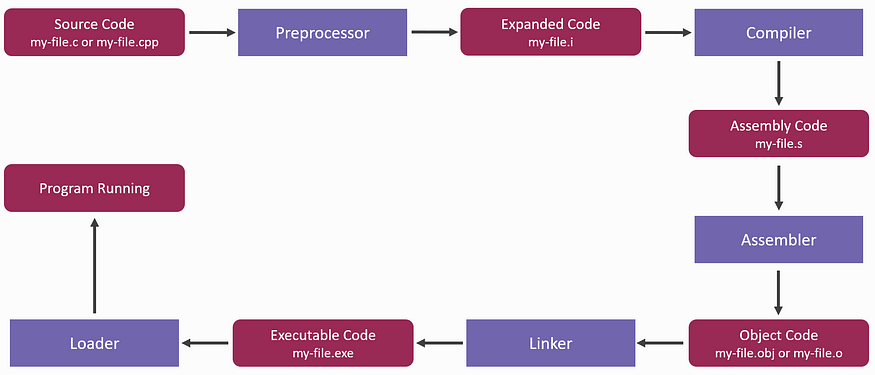 Source Code
my-file.c or my-file.cpp
Preprocessor
Expanded Code
my-file.i
Compiler
Assembly Code
my-file.s
Assembler
Object Code
my-file.obj or my-file.o
Linker
Executable Code
my-file.exe
Loader
Program Running